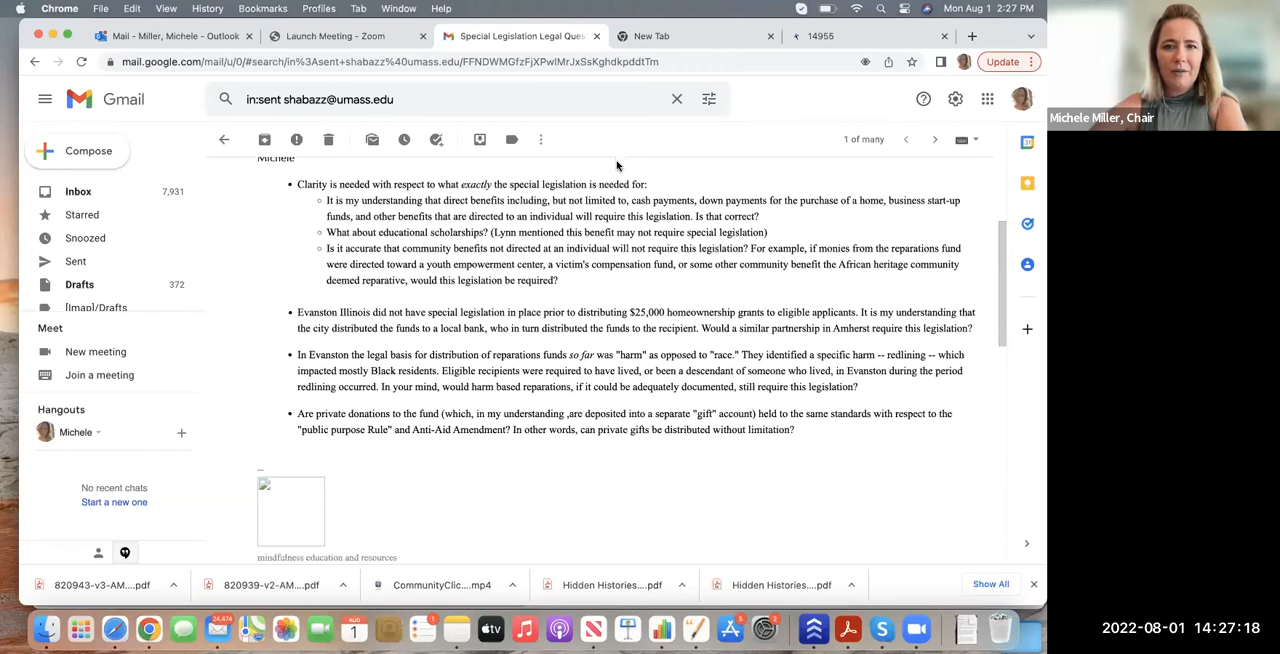 Chrome File Edit View History Bookmarks Profiles Tab Window Help Mon Aug 1 2:27 PM
Mail - Miller, Michele - Outlook Launch Meeting - Zoom Special Legislation Legal Ques New Tab 14955
mail.google.com/mail/u/0/#search/in%3Asent+shabazz%40umass.edu/FFNDWMGfzFjXPwlMrJxSsKghdkpddtTm Update
Gmail in:sent shabazz@umass.edu
Michele Miller, Chair
Compose
1 of many
Michele
Inbox 7,931
Starred
Snoozed
Sent
Drafts 372
[Imap]/Drafts
Meet
New meeting
Join a meeting
Hangouts
Michele
No recent chats
Start a new one
• Clarity is needed with respect to what exactly the special legislation is needed for:
It is my understanding that direct benefits including, but not limited to, cash payments, down payments for the purchase of a home, business start-up
funds, and other benefits that are directed to an individual will require this legislation. Is that correct?
What about educational scholarships? (Lynn mentioned this benefit may not require special legislation)
Is it accurate that community benefits not directed at an individual will not require this legislation? For example, if monies from the reparations fund
were directed toward a youth empowerment center, a victim's compensation fund, or some other community benefit the African heritage community
deemed reparative, would this legislation be required?
• Evanston Illinois did not have special legislation in place prior to distributing $25,000 homeownership grants to eligible applicants. It is my understanding that
the city distributed the funds to a local bank, who in turn distributed the funds to the recipient. Would a similar partnership in Amherst require this legislation?
• In Evanston the legal basis for distribution of reparations funds so far was "harm" as opposed to "race." They identified a specific harm -- redlining -- which
impacted mostly Black residents. Eligible recipients were required to have lived, or been a descendant of someone who lived, in Evanston during the period
redlining occurred. In your mind, would harm based reparations, if it could be adequately documented, still require this legislation?
• Are private donations to the fund (which, in my understanding ,are deposited into a separate "gift" account) held to the same standards with respect to the
"public purpose Rule" and Anti-Aid Amendment? In other words, can private gifts be distributed without limitation?
--
mindfulness education and resources
820943-v3-AM....pdf 820939-v2-AM....pdf CommunityClic....mp4 Hidden Histories....pdf Hidden Histories....pdf Show All
24,474 AUG 1 1 tv 5 2
2022-08-01 14:27:18